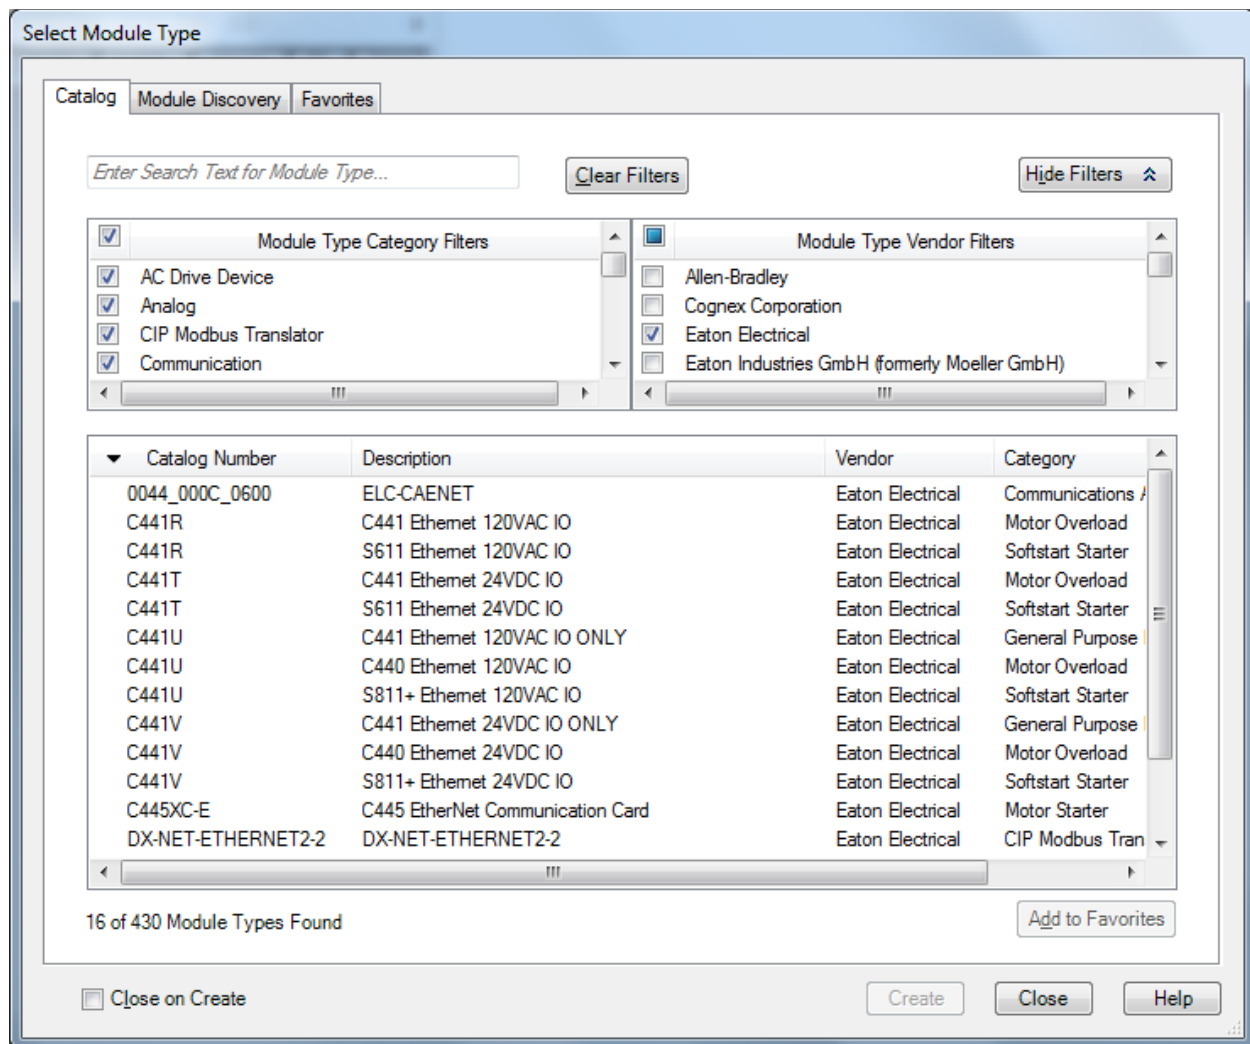 Select Module Type
Catalog Module Discovery Favorites
Enter Search Text for Module Type... Clear Filters Hide Filters
Module Type Category Filters Module Type Vendor Filters
AC Drive Device Allen-Bradley
Analog Cognex Corporation
CIP Modbus Translator Eaton Electrical
Communication Eaton Industries GmbH (formerly Moeller GmbH)
Catalog Number Description Vendor Category
0044_000C_0600 ELC-CAENET Eaton Electrical Communications
C441R C441 Ethernet 120VAC IO Eaton Electrical Motor Overload
C441R S611 Ethernet 120VAC IO Eaton Electrical Softstart Starter
C441T C441 Ethernet 24VDC IO Eaton Electrical Motor Overload
C441T S611 Ethernet 24VDC IO Eaton Electrical Softstart Starter
C441U C441 Ethernet 120VAC IO ONLY Eaton Electrical General Purpose
C441U C440 Ethernet 120VAC IO Eaton Electrical Motor Overload
C441U S811+ Ethernet 120VAC IO Eaton Electrical Softstart Starter
C441V C441 Ethernet 24VDC IO ONLY Eaton Electrical General Purpose
C441V C440 Ethernet 24VDC IO Eaton Electrical Motor Overload
C441V S811+ Ethernet 24VDC IO Eaton Electrical Softstart Starter
C445XC-E C445 EtherNet Communication Card Eaton Electrical Motor Starter
DX-NET-ETHERNET2-2 DX-NET-ETHERNET2-2 Eaton Electrical CIP Modbus Tran
16 of 430 Module Types Found Add to Favorites
Close on Create Create Close Help